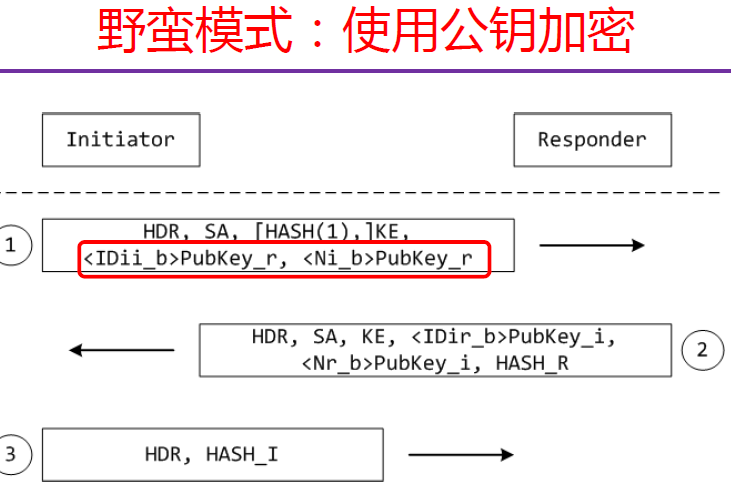 野蛮模式：使用公钥加密
Initiator
Responder
1
HDR, SA, [HASH(1),]KE,
<IDii_b>PubKey_r, <Ni_b>PubKey_r
HDR, SA, KE, <IDir_b>PubKey_i,
<Nr_b>PubKey_i, HASH_R
2
3
HDR, HASH_I